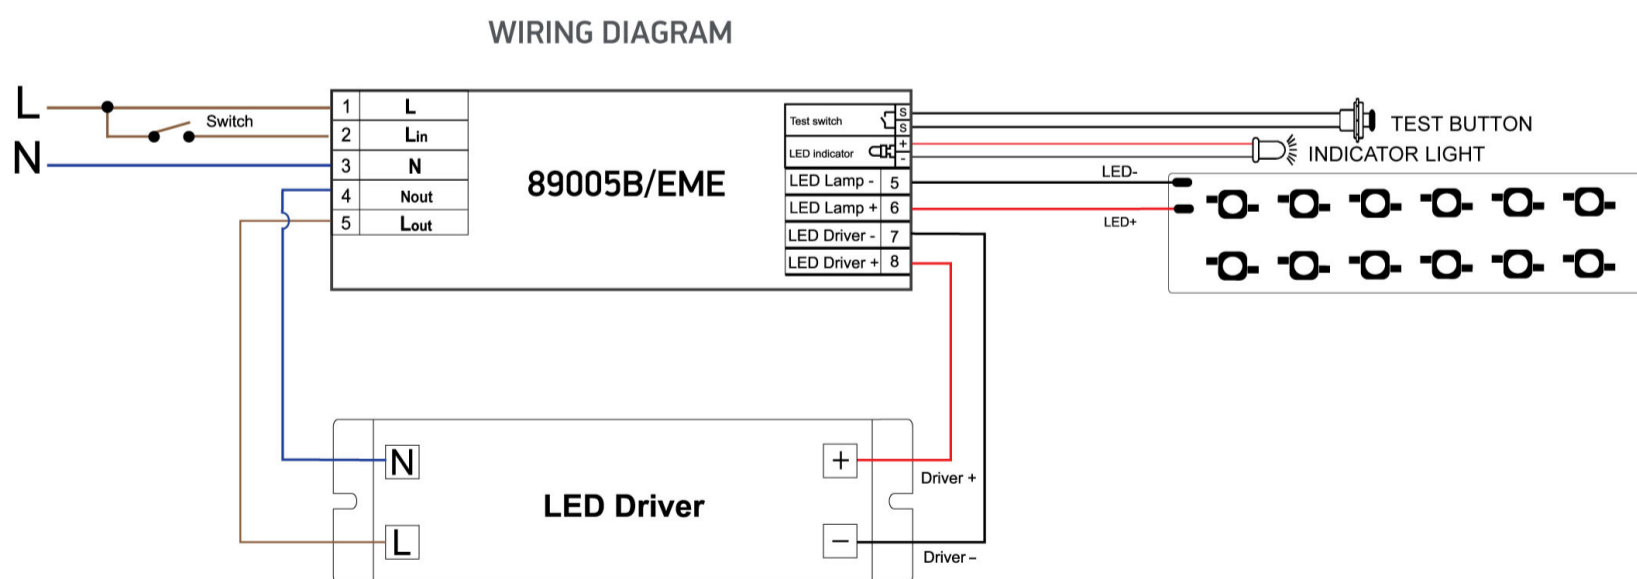 WIRING DIAGRAM
L
Switch
N
1 L
2 Lin
3 N
4 Nout
5 Lout
89005B/EME
Test switch S
S
LED indicator +
-
LED Lamp - 5
LED Lamp + 6
LED Driver - 7
LED Driver + 8
TEST BUTTON
INDICATOR LIGHT
LED-
LED+
N
L
LED Driver
+
−
Driver +
Driver –